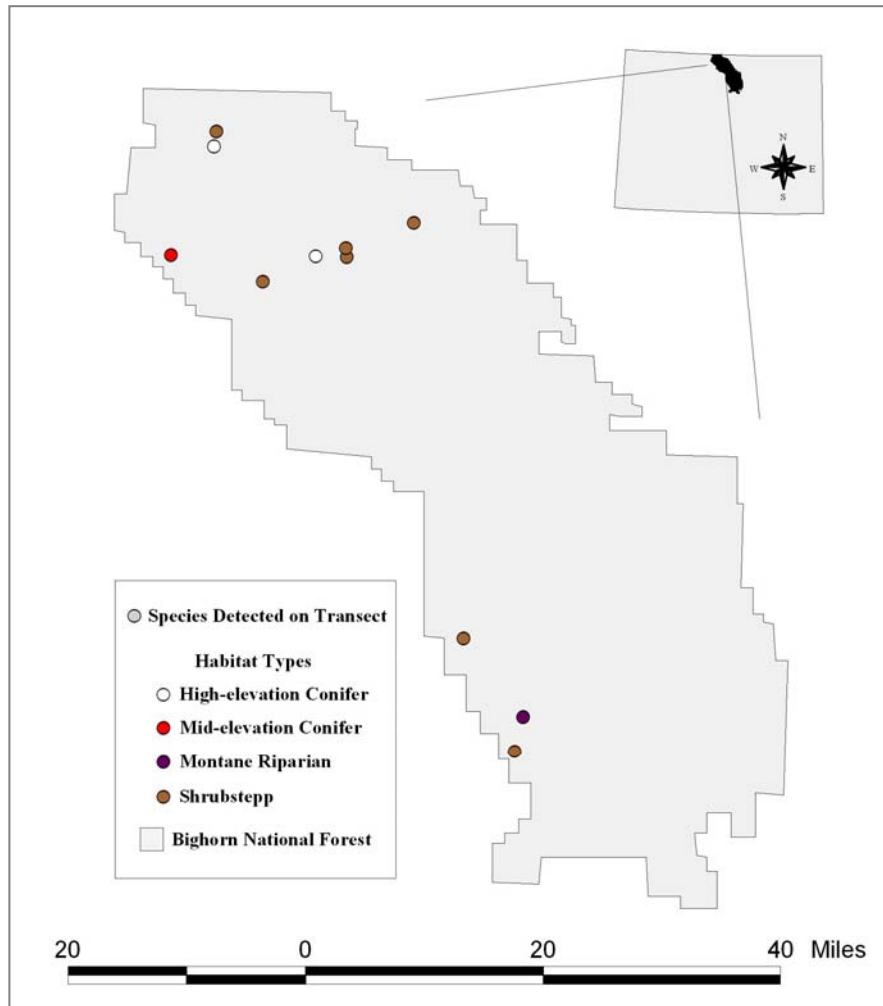 N
W E
S
Species Detected on Transect
Habitat Types
High-elevation Conifer
Mid-elevation Conifer
Montane Riparian
Shrubstepp
Bighorn National Forest
20 0 20 40 Miles